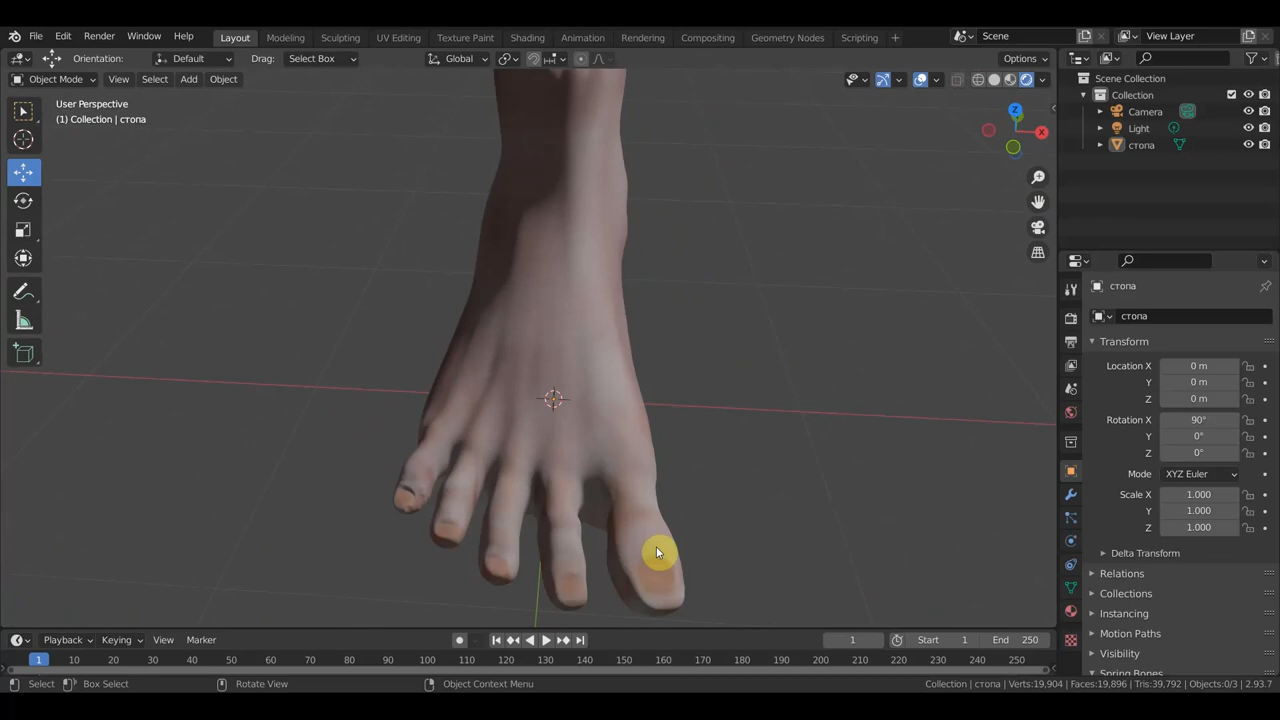 File Edit Render Window Help Layout Modeling Sculpting UV Editing Texture Paint Shading Animation Rendering Compositing Geometry Nodes Scripting + Scene View Layer
Orientation: Default Drag: Select Box Global Options
Object Mode View Select Add Object
User Perspective
(1) Collection | стопа
Z
X
Scene Collection
Collection
Camera
Light
стопа
стопа
стопа
Transform
Location X 0 m
Y 0 m
Z 0 m
Rotation X 90°
Y 0°
Z 0°
Mode XYZ Euler
Scale X 1.000
Y 1.000
Z 1.000
Delta Transform
Relations
Collections
Instancing
Motion Paths
Visibility
Spring Bones
Playback Keying View Marker 1 Start 1 End 250
1 10 20 30 40 50 60 70 80 90 100 110 120 130 140 150 160 170 180 190 200 210 220 230 240 250
Select Box Select Rotate View Object Context Menu Collection | стопа | Verts:19,904 | Faces:19,896 | Tris:39,792 | Objects:0/3 | 2.93.7